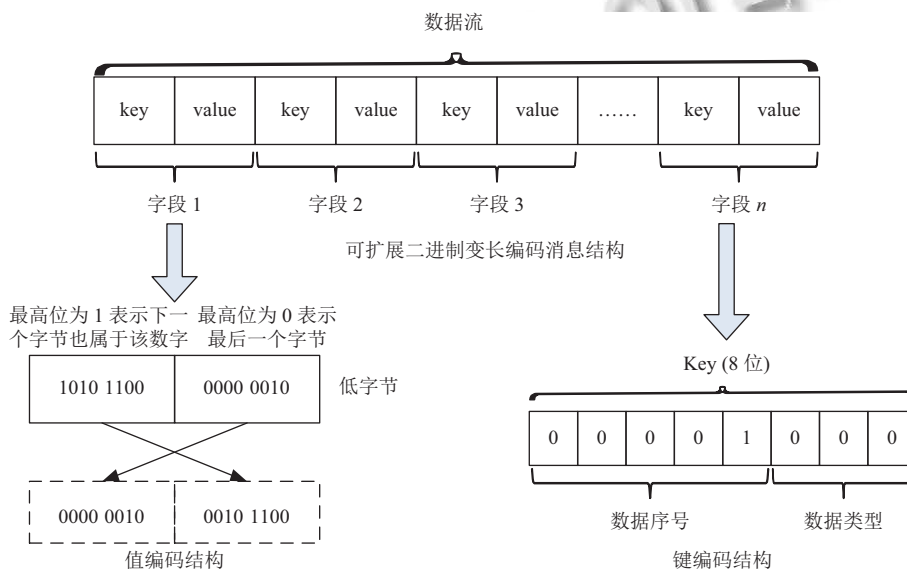 数据流
key value key value key value …… key value
字段 1 字段 2 字段 3 字段 n
可扩展二进制变长编码消息结构
最高位为 1 表示下一个字节也属于该数字
最高位为 0 表示最后一个字节
1010 1100 0000 0010 低字节
0000 0010 0010 1100
值编码结构
Key (8 位)
0 0 0 0 1 0 0 0
数据序号 数据类型
键编码结构